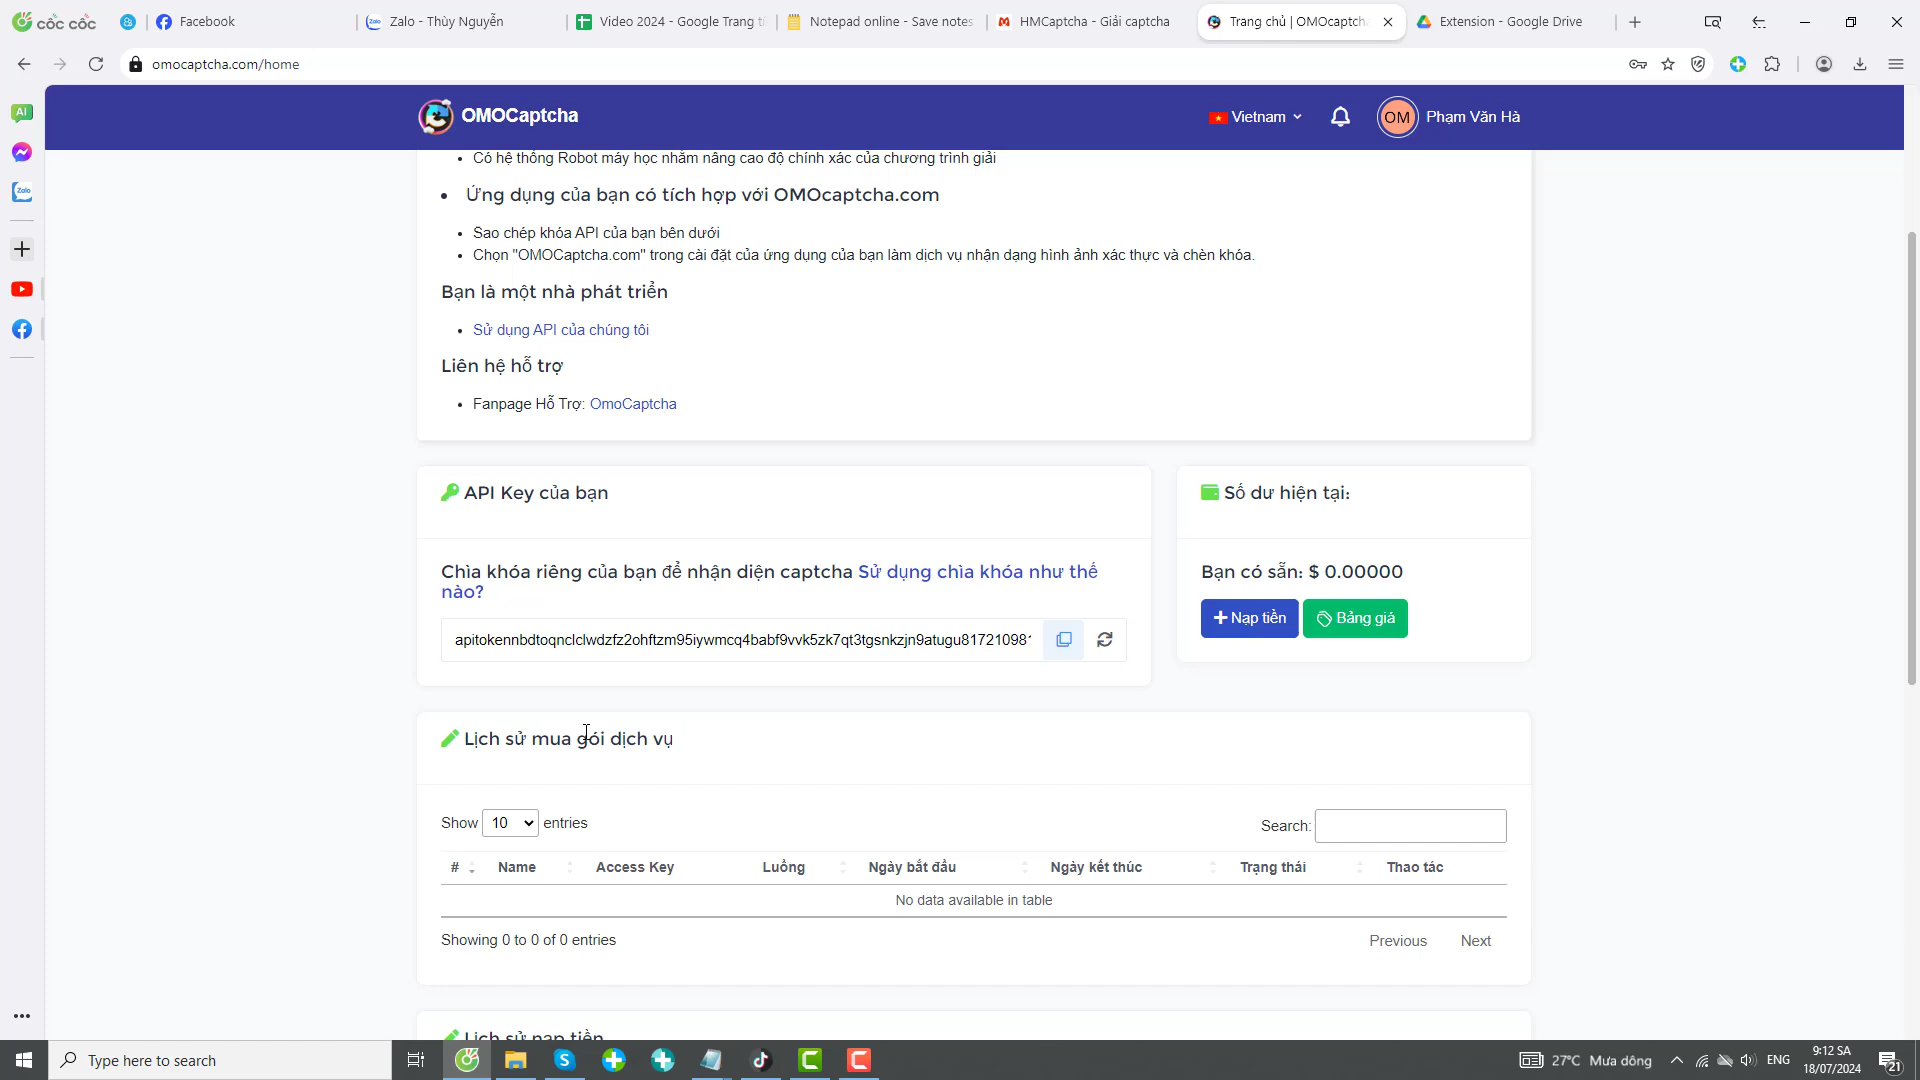 cốc cốc
Facebook
Zalo - Thùy Nguyễn
Video 2024 - Google Trang t
Notepad online - Save notes
HMCaptcha - Giải captcha
Trang chủ | OMOcaptch
Extension - Google Drive
omocaptcha.com/home
AI
Zalo
OMOCaptcha
Vietnam
OM
Phạm Văn Hà
Có hệ thống Robot máy học nhằm nâng cao độ chính xác của chương trình giải
Ứng dụng của bạn có tích hợp với OMOcaptcha.com
Sao chép khóa API của bạn bên dưới
Chọn "OMOCaptcha.com" trong cài đặt của ứng dụng của bạn làm dịch vụ nhận dạng hình ảnh xác thực và chèn khóa.
Bạn là một nhà phát triển
Sử dụng API của chúng tôi
Liên hệ hỗ trợ
Fanpage Hỗ Trợ: OmoCaptcha
API Key của bạn
Số dư hiện tại:
Chìa khóa riêng của bạn để nhận diện captcha Sử dụng chìa khóa như thế
nào?
Bạn có sẵn: $ 0.00000
Nạp tiền
Bảng giá
apitokennbdtoqnclclwdzfz2ohftzm95iywmcq4babf9vvk5zk7qt3tgsnkzjn9atugu81721098
Lịch sử mua gói dịch vụ
Show 10 entries
Search:
# Name Access Key Luồng Ngày bắt đầu Ngày kết thúc Trạng thái Thao tác
No data available in table
Showing 0 to 0 of 0 entries
Previous Next
Lịch sử nạp tiền
Type here to search
27°C Mưa dông
ENG
9:12 SA
18/07/2024
21